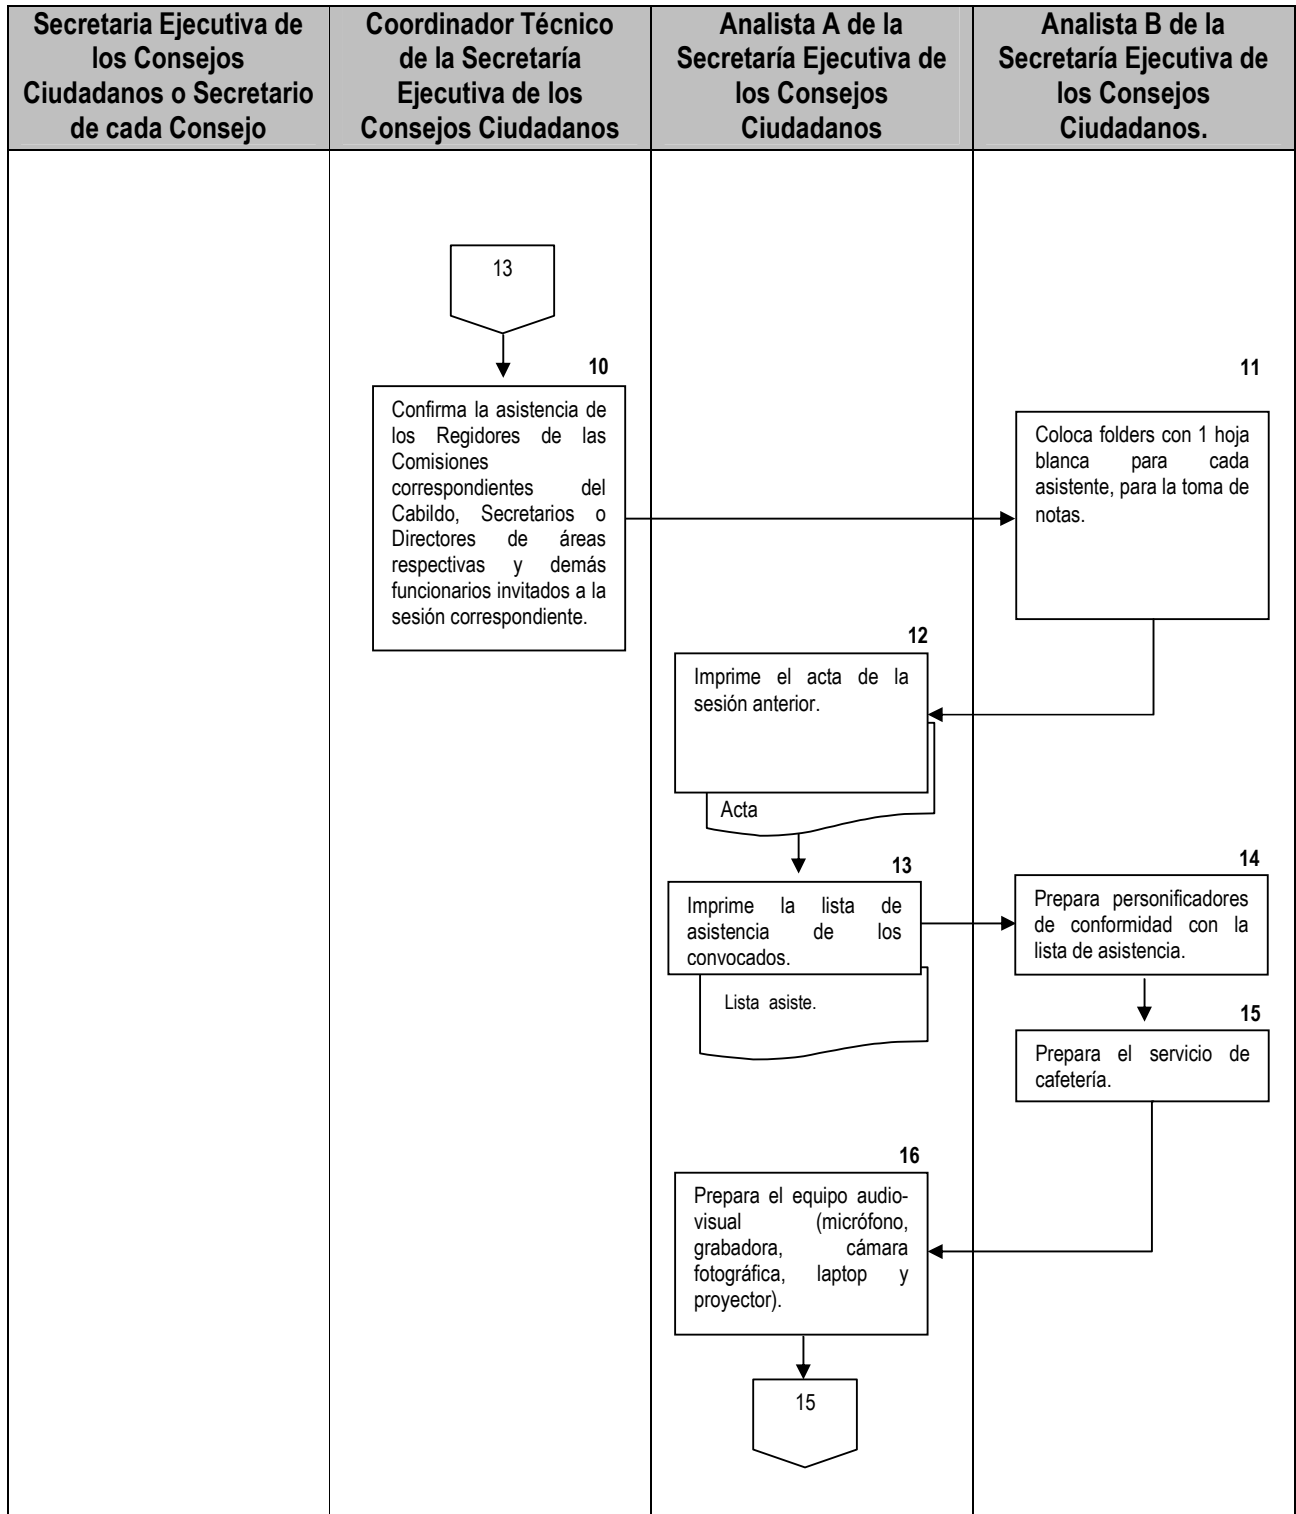 Secretaria Ejecutiva de
los Consejos
Ciudadanos o Secretario
de cada Consejo
Coordinador Técnico
de la Secretaría
Ejecutiva de los
Consejos Ciudadanos
Analista A de la
Secretaría Ejecutiva de
los Consejos
Ciudadanos
Analista B de la
Secretaría Ejecutiva de
los Consejos
Ciudadanos.
13
10
Confirma la asistencia de
los Regidores de las
Comisiones
correspondientes del
Cabildo, Secretarios o
Directores de áreas
respectivas y demás
funcionarios invitados a la
sesión correspondiente.
11
Coloca folders con 1 hoja
blanca para cada
asistente, para la toma de
notas.
12
Imprime el acta de la
sesión anterior.
Acta
13
Imprime la lista de
asistencia de los
convocados.
Lista asiste.
14
Prepara personificadores
de conformidad con la
lista de asistencia.
15
Prepara el servicio de
cafetería.
16
Prepara el equipo audio-
visual (micrófono,
grabadora, cámara
fotográfica, laptop y
proyector).
15